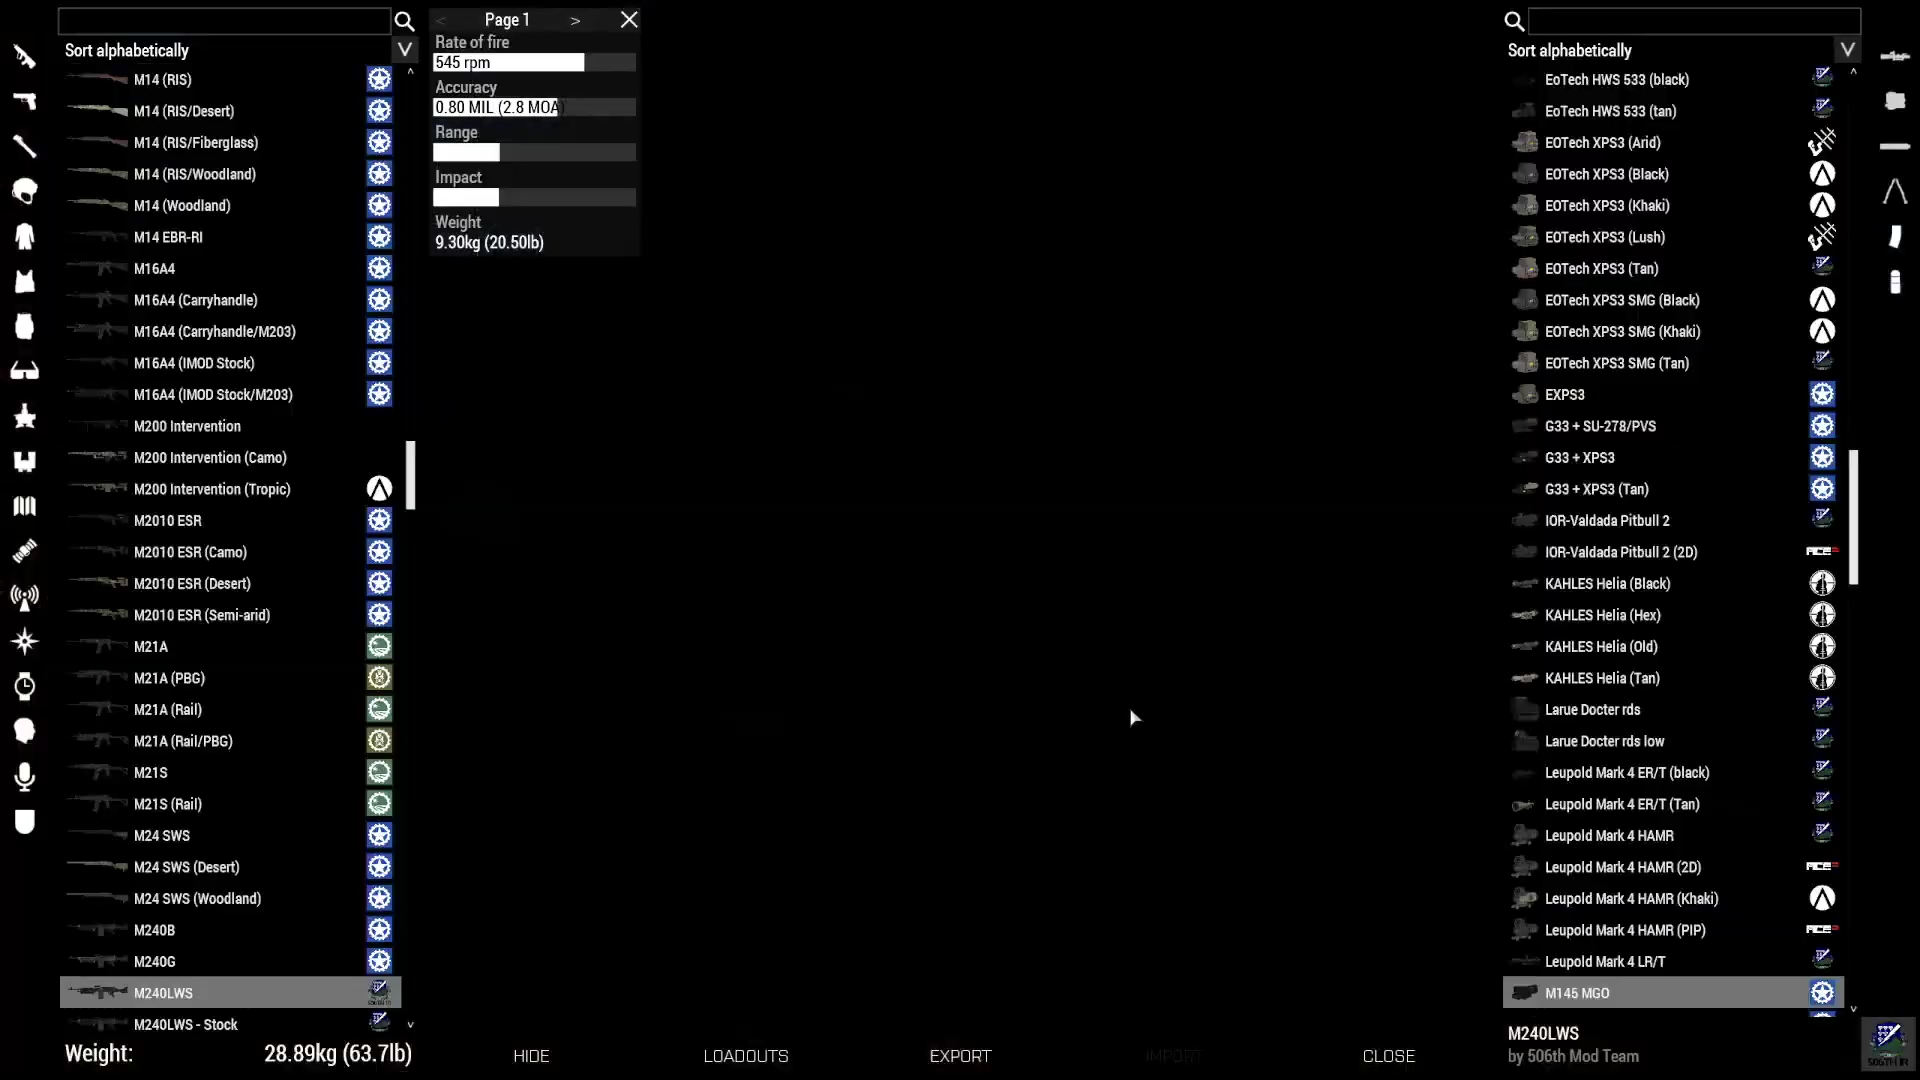 Sort alphabetically
V
M14 (RIS)
M14 (RIS/Desert)
M14 (RIS/Fiberglass)
M14 (RIS/Woodland)
M14 (Woodland)
M14 EBR-RI
M16A4
M16A4 (Carryhandle)
M16A4 (Carryhandle/M203)
M16A4 (IMOD Stock)
M16A4 (IMOD Stock/M203)
M200 Intervention
M200 Intervention (Camo)
M200 Intervention (Tropic)
M2010 ESR
M2010 ESR (Camo)
M2010 ESR (Desert)
M2010 ESR (Semi-arid)
M21A
M21A (PBG)
M21A (Rail)
M21A (Rail/PBG)
M21S
M21S (Rail)
M24 SWS
M24 SWS (Desert)
M24 SWS (Woodland)
M240B
M240G
M240LWS
M240LWS - Stock
Weight: 28.89kg (63.7lb)
< Page 1 >
Rate of fire
545 rpm
Accuracy
0.80 MIL (2.8 MOA)
Range
Impact
Weight
9.30kg (20.50lb)
HIDE
LOADOUTS
EXPORT
IMPORT
CLOSE
Sort alphabetically
V
EoTech HWS 533 (black)
EoTech HWS 533 (tan)
EOTech XPS3 (Arid)
EOTech XPS3 (Black)
EOTech XPS3 (Khaki)
EOTech XPS3 (Lush)
EOTech XPS3 (Tan)
EOTech XPS3 SMG (Black)
EOTech XPS3 SMG (Khaki)
EOTech XPS3 SMG (Tan)
EXPS3
G33 + SU-278/PVS
G33 + XPS3
G33 + XPS3 (Tan)
IOR-Valdada Pitbull 2
IOR-Valdada Pitbull 2 (2D)
KAHLES Helia (Black)
KAHLES Helia (Hex)
KAHLES Helia (Old)
KAHLES Helia (Tan)
Larue Docter rds
Larue Docter rds low
Leupold Mark 4 ER/T (black)
Leupold Mark 4 ER/T (Tan)
Leupold Mark 4 HAMR
Leupold Mark 4 HAMR (2D)
Leupold Mark 4 HAMR (Khaki)
Leupold Mark 4 HAMR (PIP)
Leupold Mark 4 LR/T
M145 MGO
M240LWS
by 506th Mod Team